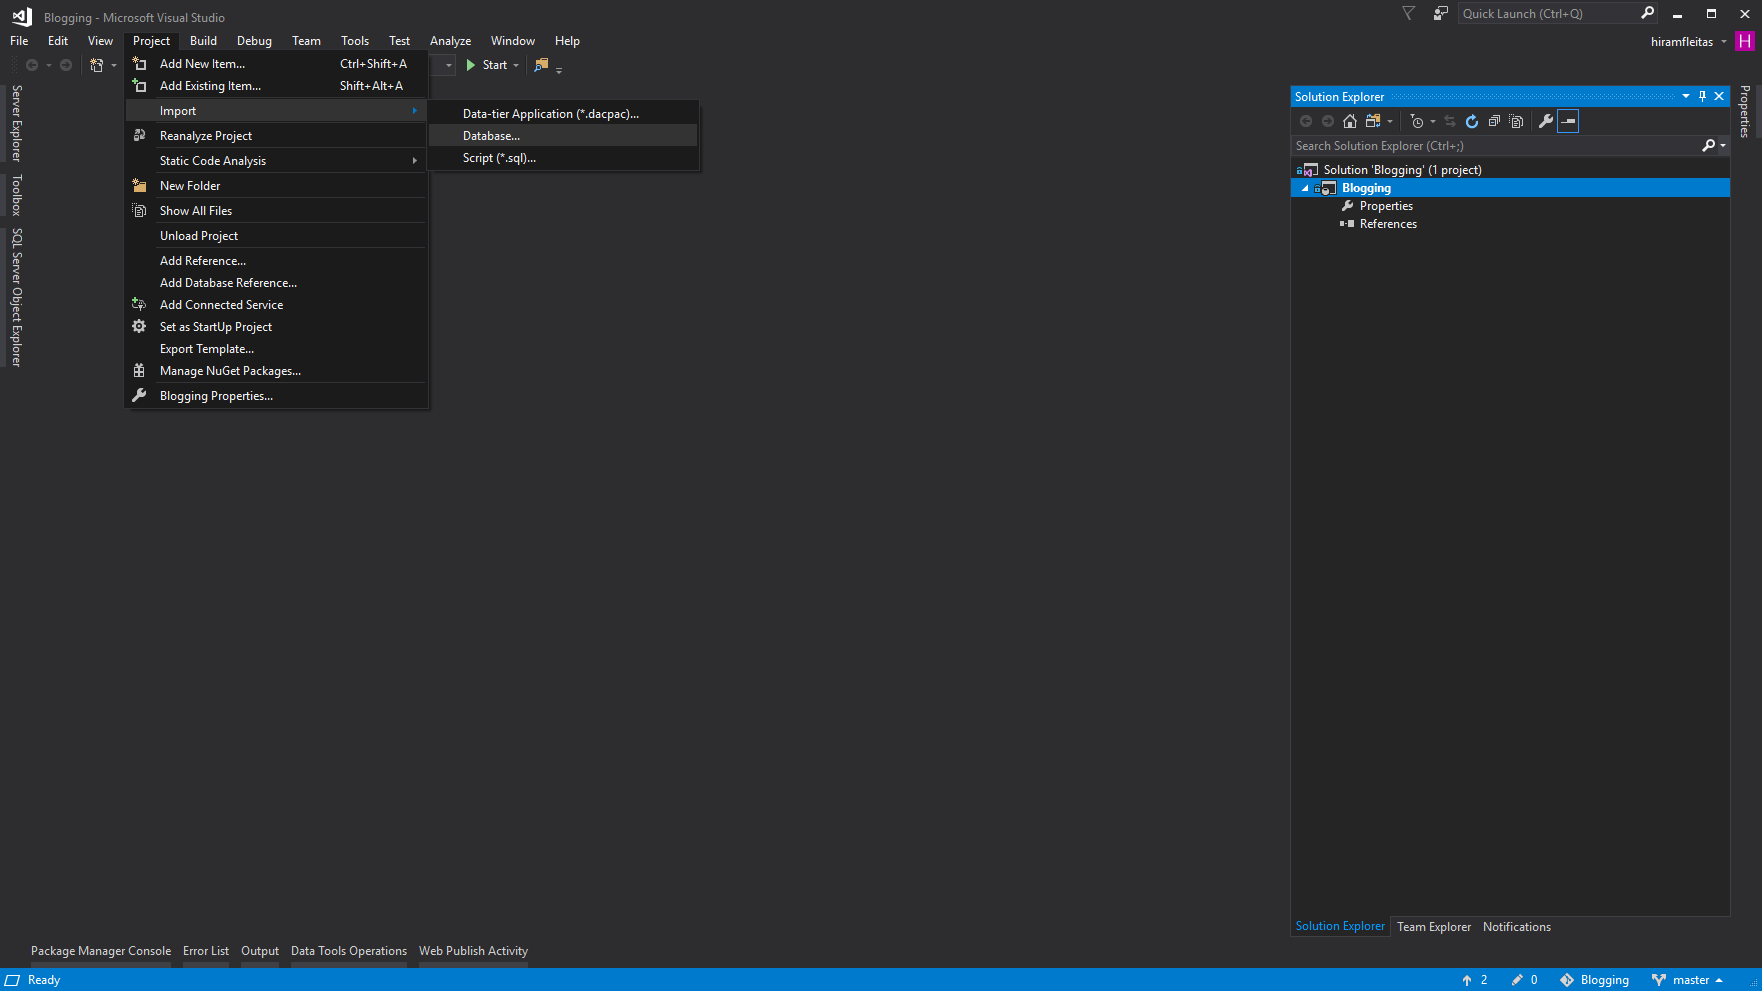 Blogging - Microsoft Visual Studio
Quick Launch (Ctrl+Q)
File Edit View Project Build Debug Team Tools Test Analyze Window Help
hiramfleitas H
Start
Add New Item... Ctrl+Shift+A
Add Existing Item... Shift+Alt+A
Import
Reanalyze Project
Static Code Analysis
New Folder
Show All Files
Unload Project
Add Reference...
Add Database Reference...
Add Connected Service
Set as StartUp Project
Export Template...
Manage NuGet Packages...
Blogging Properties...
Data-tier Application (*.dacpac)...
Database...
Script (*.sql)...
Server Explorer
Toolbox
SQL Server Object Explorer
Solution Explorer
Search Solution Explorer (Ctrl+;)
Solution 'Blogging' (1 project)
Blogging
Properties
References
Properties
Solution Explorer Team Explorer Notifications
Package Manager Console Error List Output Data Tools Operations Web Publish Activity
Ready 2 0 Blogging master